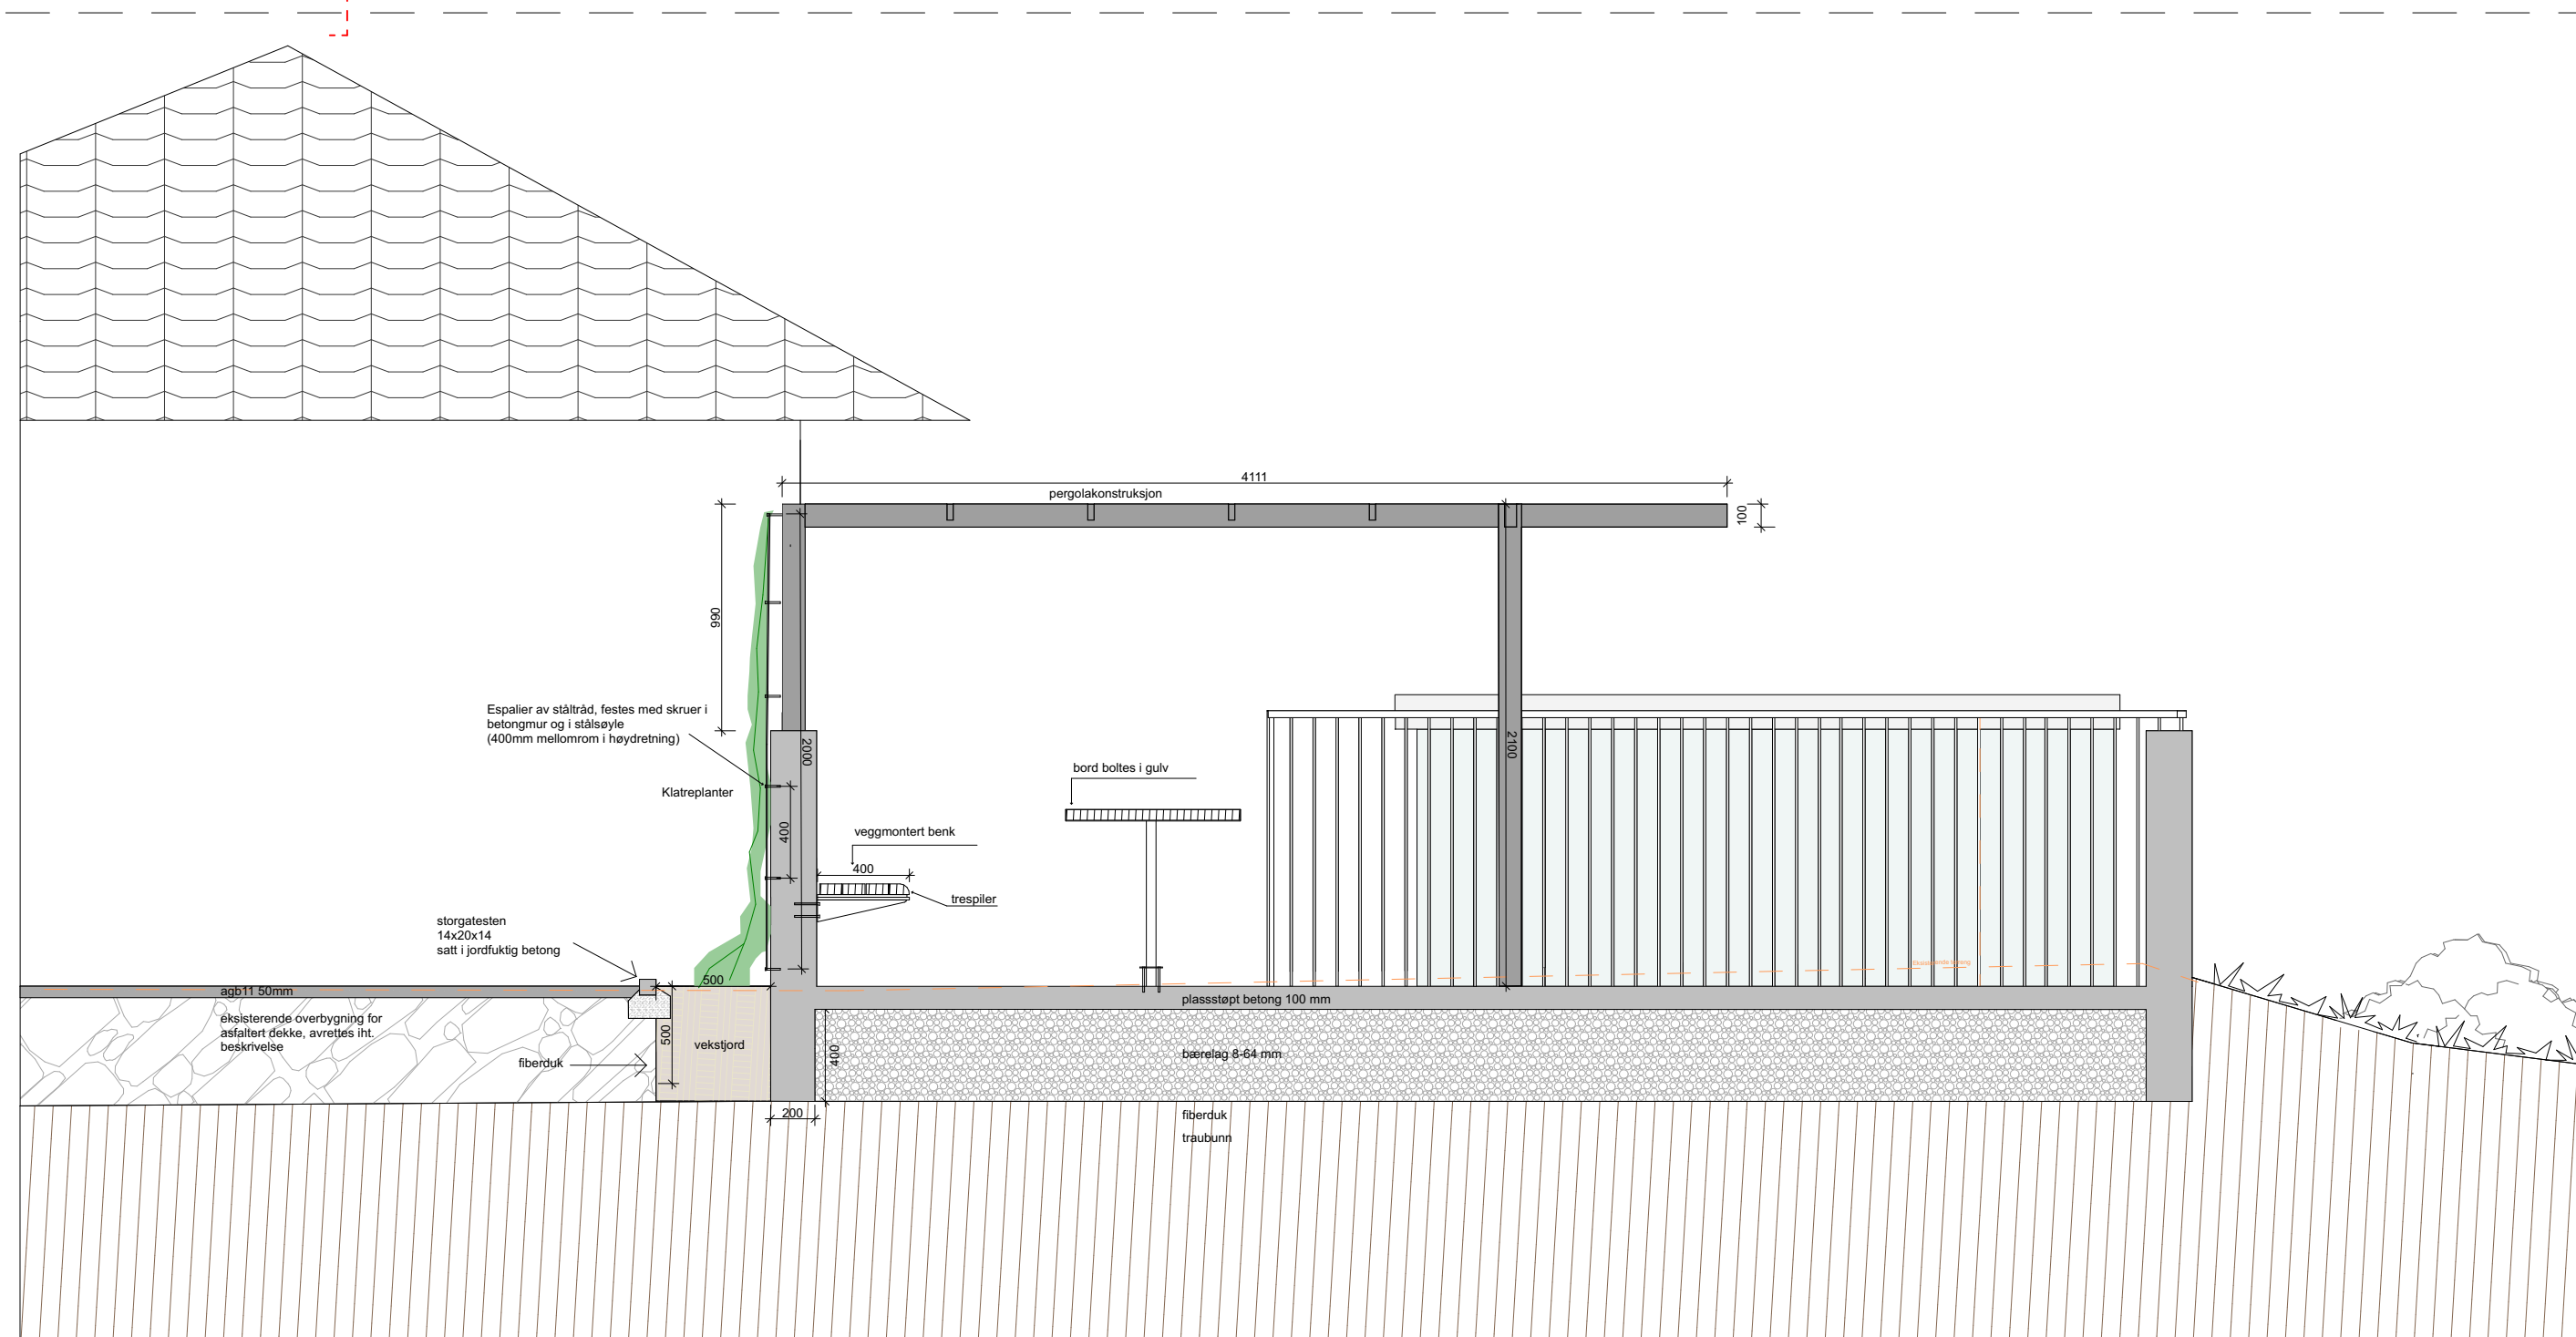 4111
pergolakonstruksjon
100
990
Espalier av ståltråd, festes med skruer i
betongmur og i stålsøyle
(400mm mellomrom i høydretning)
2000
2100
bord boltes i gulv
Klatreplanter
400
veggmontert benk
400
trespiler
storgatesten
14x20x14
satt i jordfuktig betong
Eksisterende terreng
500
agb11 50mm
plassstøpt betong 100 mm
eksisterende overbygning for
asfaltert dekke, avrettes iht.
beskrivelse
500
vekstjord
400
bærelag 8-64 mm
fiberduk
200
fiberduk
traubunn